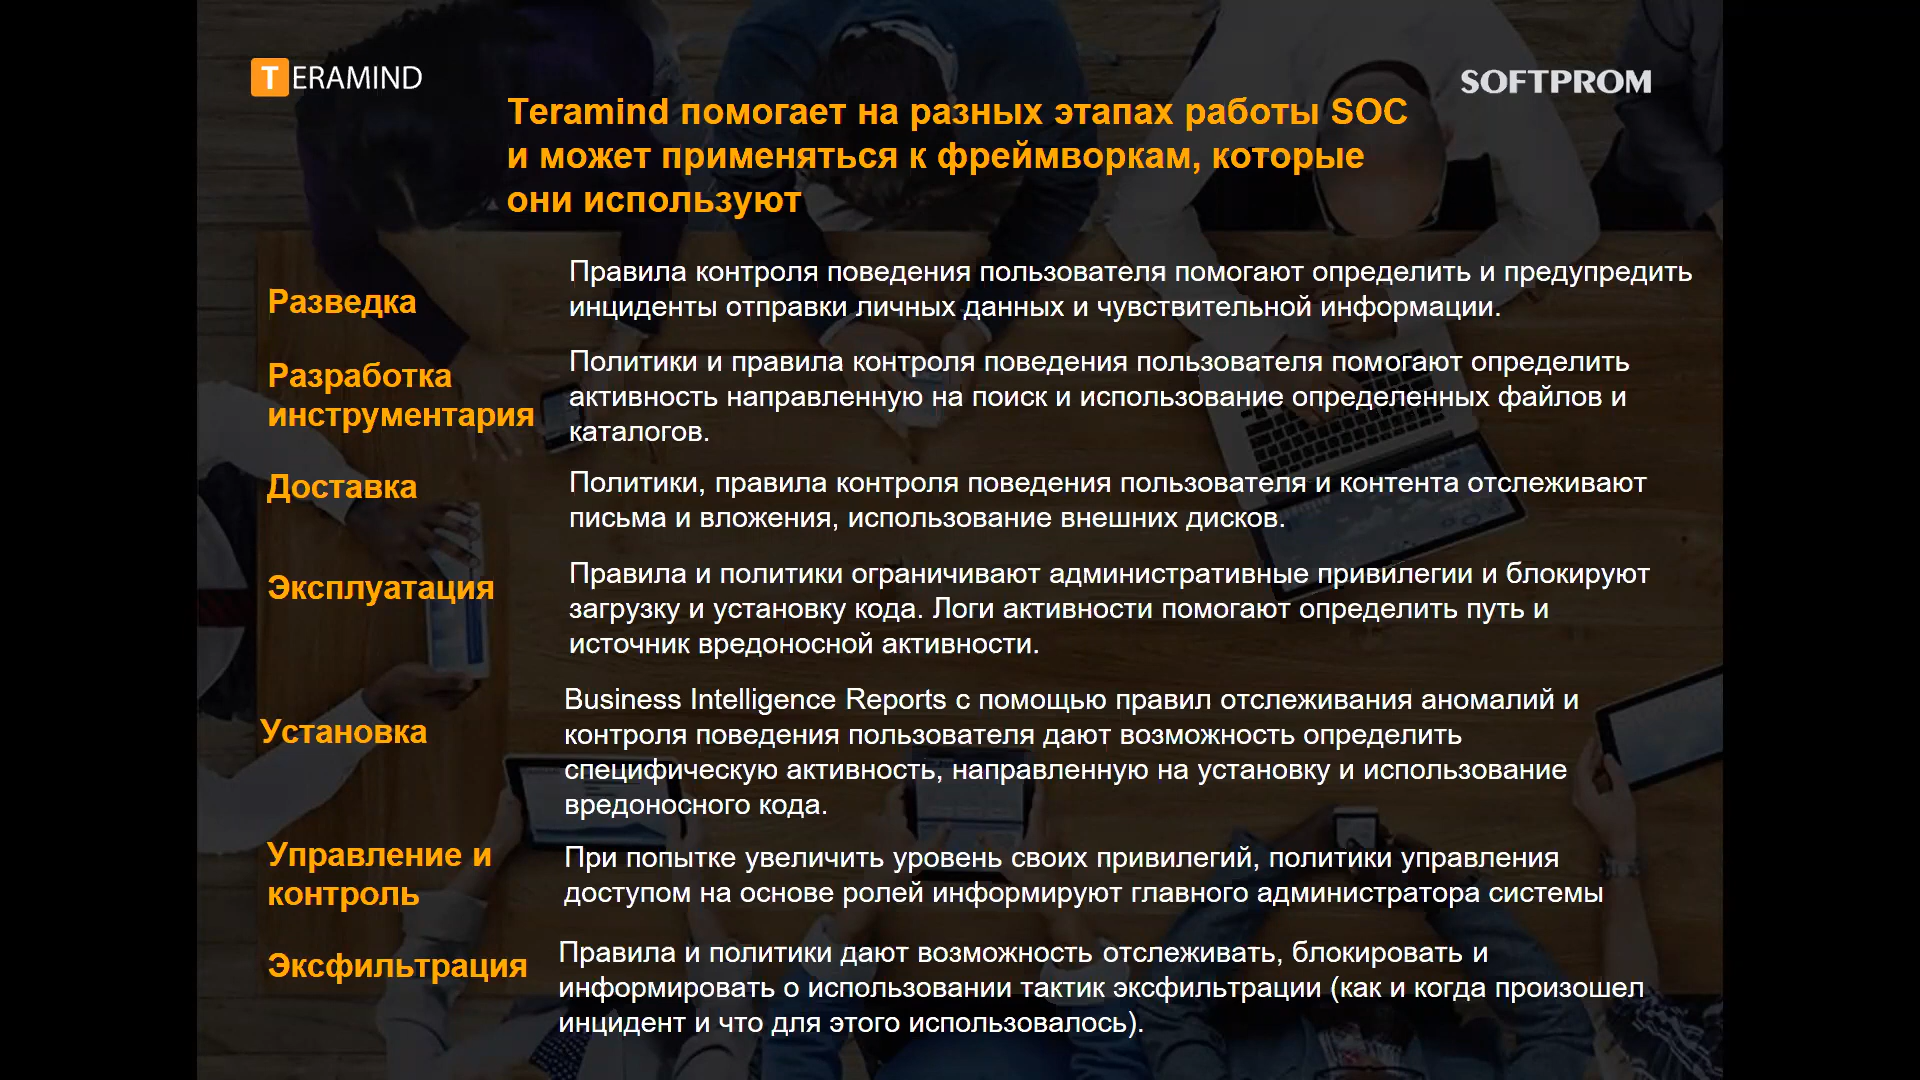 TERAMIND
SOFTPROM
Teramind помогает на разных этапах работы SOC
и может применяться к фреймворкам, которые
они используют
Разведка
Правила контроля поведения пользователя помогают определить и предупредить
инциденты отправки личных данных и чувствительной информации.
Разработка
инструментария
Политики и правила контроля поведения пользователя помогают определить
активность направленную на поиск и использование определенных файлов и
каталогов.
Доставка
Политики, правила контроля поведения пользователя и контента отслеживают
письма и вложения, использование внешних дисков.
Эксплуатация
Правила и политики ограничивают административные привилегии и блокируют
загрузку и установку кода. Логи активности помогают определить путь и
источник вредоносной активности.
Установка
Business Intelligence Reports с помощью правил отслеживания аномалий и
контроля поведения пользователя дают возможность определить
специфическую активность, направленную на установку и использование
вредоносного кода.
Управление и
контроль
При попытке увеличить уровень своих привилегий, политики управления
доступом на основе ролей информируют главного администратора системы
Эксфильтрация
Правила и политики дают возможность отслеживать, блокировать и
информировать о использовании тактик эксфильтрации (как и когда произошел
инцидент и что для этого использовалось).